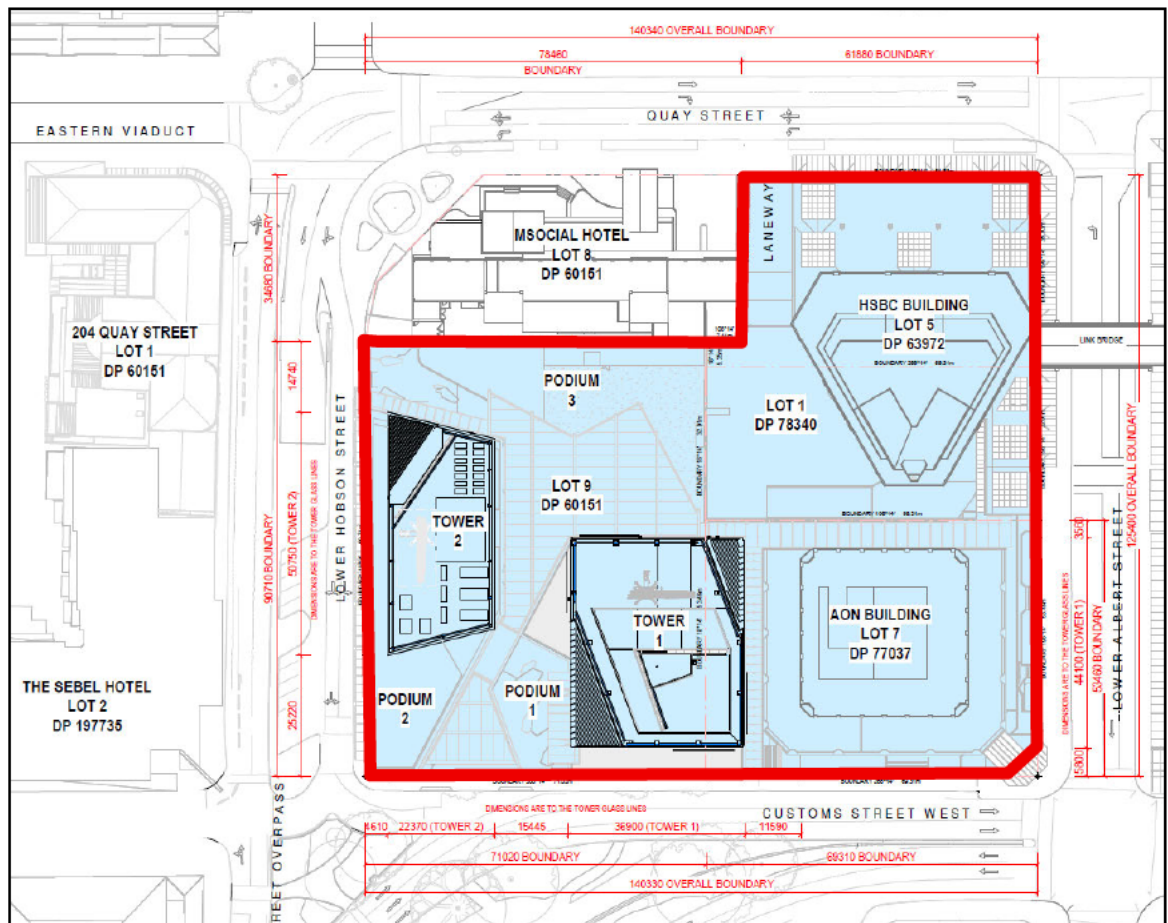 140340 OVERALL BOUNDARY
78460
BOUNDARY
61880 BOUNDARY
QUAY STREET
EASTERN VIADUCT
LANEWAY
MSOCIAL HOTEL
LOT 8
DP 60151
34680 BOUNDARY
HSBC BUILDING
LOT 5
DP 63972
204 QUAY STREET
LOT 1
DP 60151
LINK BRIDGE
14740
PODIUM
3
LOT 1
DP 78340
LOT 9
DP 60151
TOWER
2
LOWER HOBSON STREET
90710 BOUNDARY
50750 (TOWER 2)
DIMENSIONS ARE TO THE TOWER GLASS LINES
125400 OVERALL BOUNDARY
3560
TOWER
1
AON BUILDING
LOT 7
DP 77037
DIMENSIONS ARE TO THE TOWER GLASS LINES
44100 (TOWER 1)
53460 BOUNDARY
LOWER ALBERT STREET
THE SEBEL HOTEL
LOT 2
DP 197735
25220
PODIUM
2
PODIUM
1
5800
DIMENSIONS ARE TO THE TOWER GLASS LINES
CUSTOMS STREET WEST
4610
22370 (TOWER 2)
15445
36900 (TOWER 1)
11590
71020 BOUNDARY
69310 BOUNDARY
140330 OVERALL BOUNDARY
REET OVERPASS